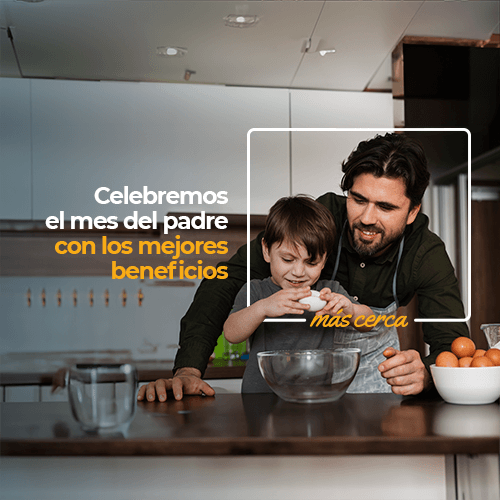 Celebremos
el mes del padre
con los mejores
beneficios
más cerca